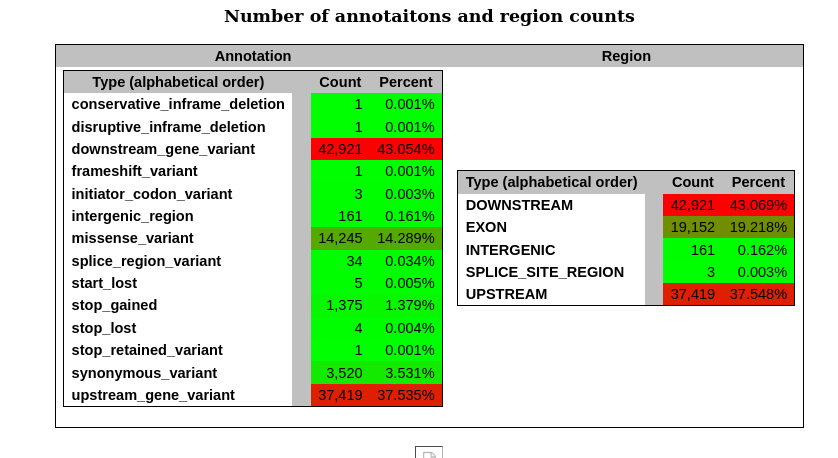 Number of annotaitons and region counts
Annotation Region
Type (alphabetical order) Count Percent
conservative_inframe_deletion 1 0.001%
disruptive_inframe_deletion 1 0.001%
downstream_gene_variant 42,921 43.054%
frameshift_variant 1 0.001%
initiator_codon_variant 3 0.003%
intergenic_region 161 0.161%
missense_variant 14,245 14.289%
splice_region_variant 34 0.034%
start_lost 5 0.005%
stop_gained 1,375 1.379%
stop_lost 4 0.004%
stop_retained_variant 1 0.001%
synonymous_variant 3,520 3.531%
upstream_gene_variant 37,419 37.535%
Type (alphabetical order) Count Percent
DOWNSTREAM 42,921 43.069%
EXON 19,152 19.218%
INTERGENIC 161 0.162%
SPLICE_SITE_REGION 3 0.003%
UPSTREAM 37,419 37.548%